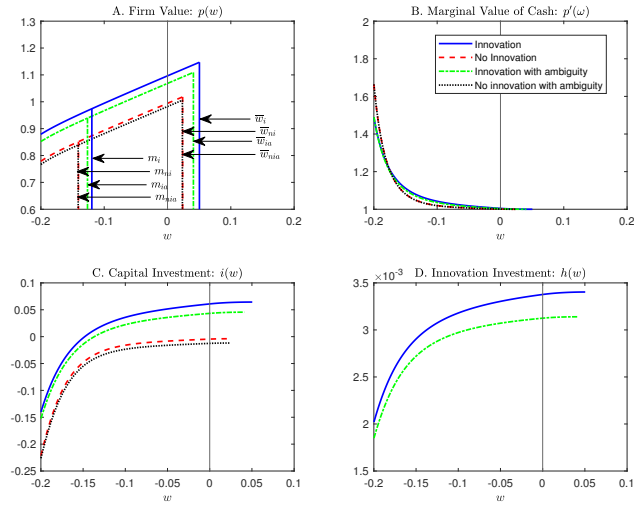 A. Firm Value: p(w)
1.3
1.2
1.1
1
0.9
0.8
0.7
0.6
-0.2
-0.1
0
0.1
0.2
w
w̅ᵢ
w̅ₙᵢ
w̅ᵢₐ
w̅ₙᵢₐ
mᵢ
mₙᵢ
mᵢₐ
mₙᵢₐ
B. Marginal Value of Cash: p′(ω)
2
1.8
1.6
1.4
1.2
1
-0.2
-0.1
0
0.1
0.2
w
Innovation
No Innovation
Innovation with ambiguity
No innovation with ambiguity
C. Capital Investment: i(w)
0.1
0.05
0
-0.05
-0.1
-0.15
-0.2
-0.25
-0.2
-0.15
-0.1
-0.05
0
0.05
0.1
w
D. Innovation Investment: h(w)
×10⁻³
4
3.5
3
2.5
2
1.5
-0.2
-0.15
-0.1
-0.05
0
0.05
0.1
w